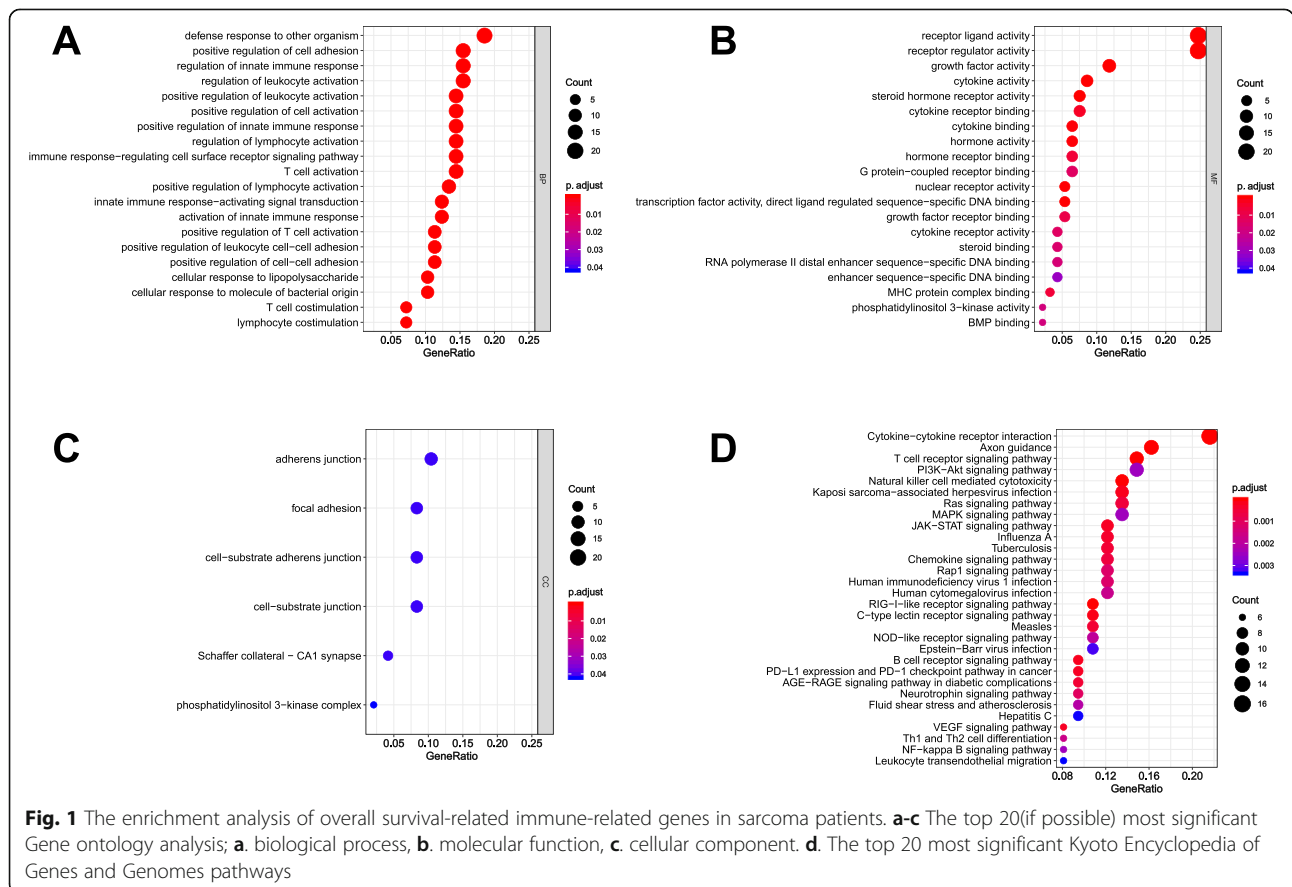 A
defense response to other organism
positive regulation of cell adhesion
regulation of innate immune response
regulation of leukocyte activation
positive regulation of leukocyte activation
positive regulation of cell activation
positive regulation of innate immune response
regulation of lymphocyte activation
immune response−regulating cell surface receptor signaling pathway
T cell activation
positive regulation of lymphocyte activation
innate immune response−activating signal transduction
activation of innate immune response
positive regulation of T cell activation
positive regulation of leukocyte cell−cell adhesion
positive regulation of cell−cell adhesion
cellular response to lipopolysaccharide
cellular response to molecule of bacterial origin
T cell costimulation
lymphocyte costimulation
0.05 0.10 0.15 0.20 0.25
GeneRatio
BP
Count
5
10
15
20
p. adjust
0.01
0.02
0.03
0.04
B
receptor ligand activity
receptor regulator activity
growth factor activity
cytokine activity
steroid hormone receptor activity
cytokine receptor binding
cytokine binding
hormone activity
hormone receptor binding
G protein−coupled receptor binding
nuclear receptor activity
transcription factor activity, direct ligand regulated sequence−specific DNA binding
growth factor receptor binding
cytokine receptor activity
steroid binding
RNA polymerase II distal enhancer sequence−specific DNA binding
enhancer sequence−specific DNA binding
MHC protein complex binding
phosphatidylinositol 3−kinase activity
BMP binding
0.05 0.10 0.15 0.20 0.25
GeneRatio
MF
Count
5
10
15
20
p. adjust
0.01
0.02
0.03
0.04
C
adherens junction
focal adhesion
cell−substrate adherens junction
cell−substrate junction
Schaffer collateral − CA1 synapse
phosphatidylinositol 3−kinase complex
0.05 0.10 0.15 0.20 0.25
GeneRatio
CC
Count
5
10
15
20
p.adjust
0.01
0.02
0.03
0.04
D
Cytokine−cytokine receptor interaction
Axon guidance
T cell receptor signaling pathway
PI3K−Akt signaling pathway
Natural killer cell mediated cytotoxicity
Kaposi sarcoma−associated herpesvirus infection
Ras signaling pathway
MAPK signaling pathway
JAK−STAT signaling pathway
Influenza A
Tuberculosis
Chemokine signaling pathway
Rap1 signaling pathway
Human immunodeficiency virus 1 infection
Human cytomegalovirus infection
RIG−I−like receptor signaling pathway
C−type lectin receptor signaling pathway
Measles
NOD−like receptor signaling pathway
Epstein−Barr virus infection
B cell receptor signaling pathway
PD−L1 expression and PD−1 checkpoint pathway in cancer
AGE−RAGE signaling pathway in diabetic complications
Neurotrophin signaling pathway
Fluid shear stress and atherosclerosis
Hepatitis C
VEGF signaling pathway
Th1 and Th2 cell differentiation
NF−kappa B signaling pathway
Leukocyte transendothelial migration
0.08 0.12 0.16 0.20
GeneRatio
p.adjust
0.001
0.002
0.003
Count
6
8
10
12
14
16
Fig. 1 The enrichment analysis of overall survival-related immune-related genes in sarcoma patients. a-c The top 20(if possible) most significant
Gene ontology analysis; a. biological process, b. molecular function, c. cellular component. d. The top 20 most significant Kyoto Encyclopedia of
Genes and Genomes pathways